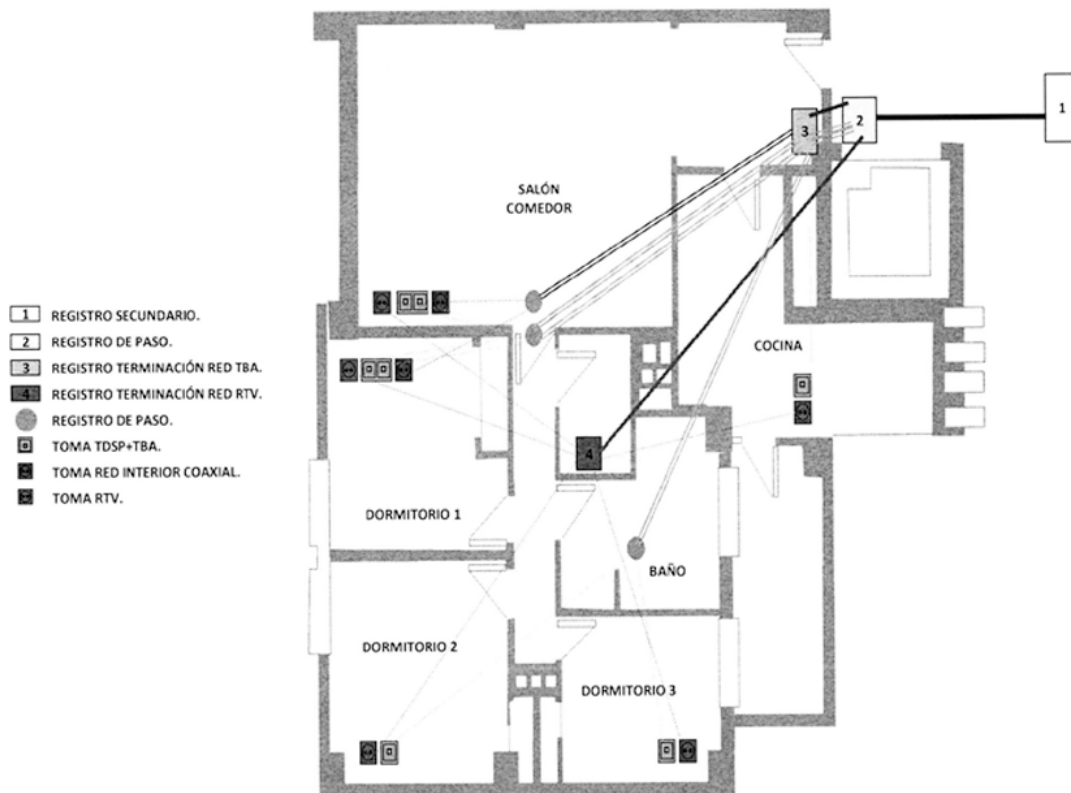 1
2
3
SALÓN
COMEDOR
1 REGISTRO SECUNDARIO.
2 REGISTRO DE PASO.
3 REGISTRO TERMINACIÓN RED TBA.
4 REGISTRO TERMINACIÓN RED RTV.
REGISTRO DE PASO.
TOMA TDSP+TBA.
TOMA RED INTERIOR COAXIAL.
TOMA RTV.
COCINA
4
DORMITORIO 1
BAÑO
DORMITORIO 2
DORMITORIO 3